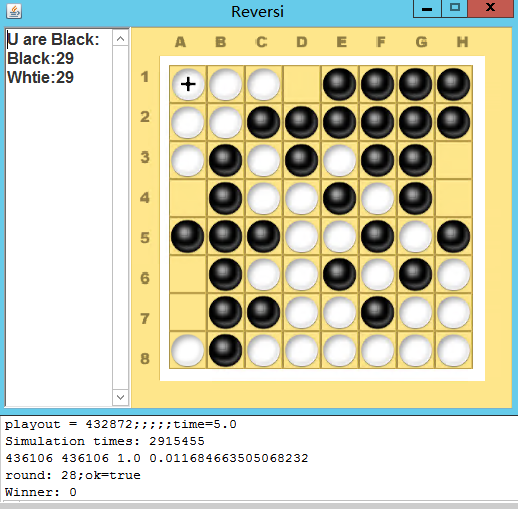 Reversi
U are Black:
Black:29
Whtie:29
A B C D E F G H
1
2
3
4
5
6
7
8
playout = 432872;;;;;time=5.0
Simulation times: 2915455
436106 436106 1.0 0.011684663505068232
round: 28;ok=true
Winner: 0